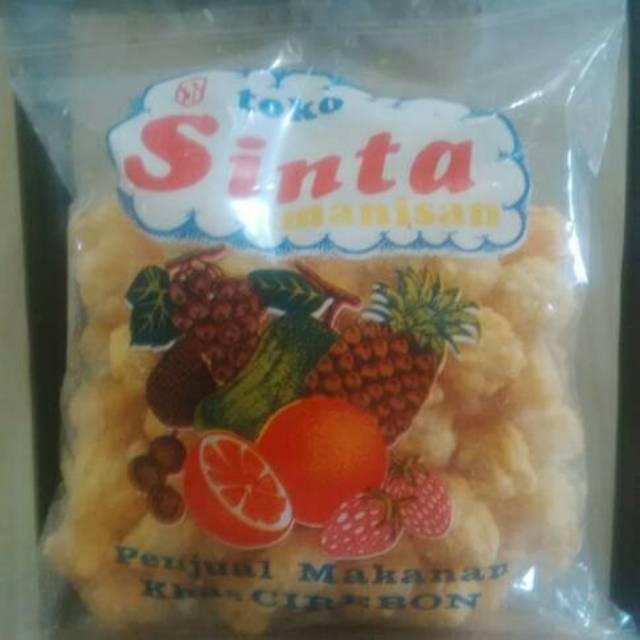 toko
Sinta
manisan
Penjual Makanan
Khas CIREBON